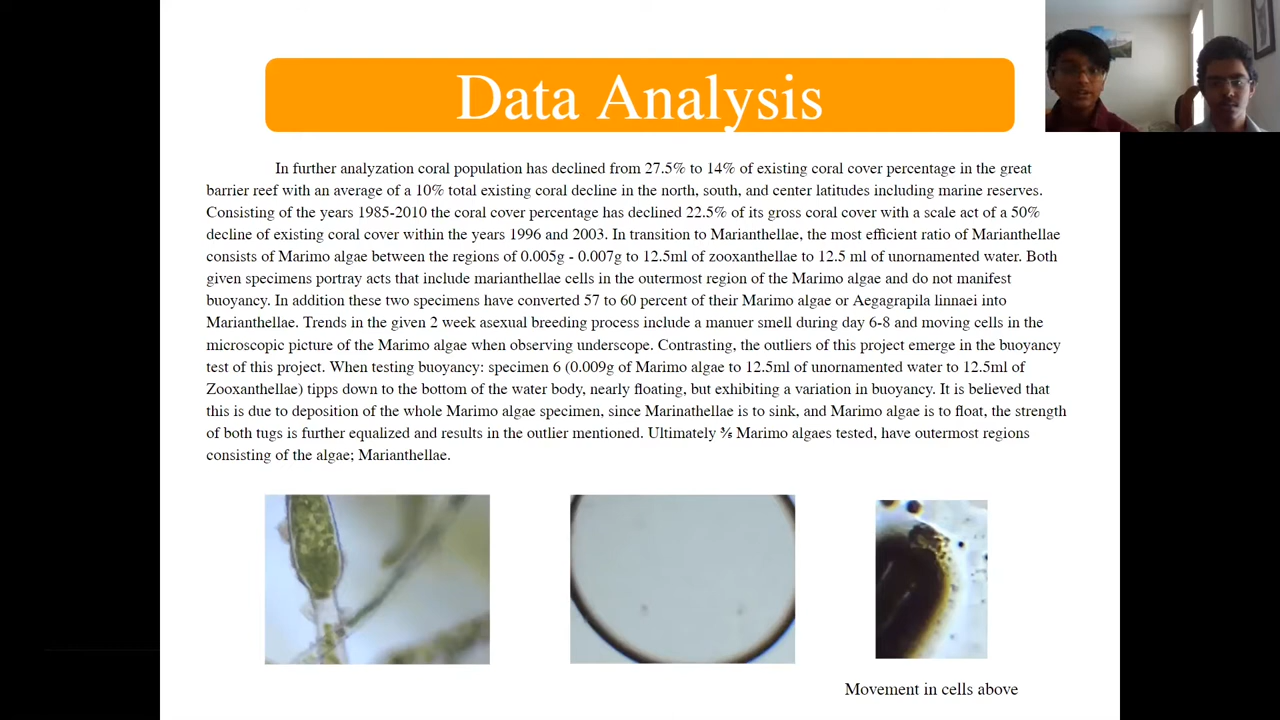 Data Analysis
In further analyzation coral population has declined from 27.5% to 14% of existing coral cover percentage in the great
barrier reef with an average of a 10% total existing coral decline in the north, south, and center latitudes including marine reserves.
Consisting of the years 1985-2010 the coral cover percentage has declined 22.5% of its gross coral cover with a scale act of a 50%
decline of existing coral cover within the years 1996 and 2003. In transition to Marianthellae, the most efficient ratio of Marianthellae
consists of Marimo algae between the regions of 0.005g - 0.007g to 12.5ml of zooxanthellae to 12.5 ml of unornamented water. Both
given specimens portray acts that include marianthellae cells in the outermost region of the Marimo algae and do not manifest
buoyancy. In addition these two specimens have converted 57 to 60 percent of their Marimo algae or Aegagrapila linnaei into
Marianthellae. Trends in the given 2 week asexual breeding process include a manuer smell during day 6-8 and moving cells in the
microscopic picture of the Marimo algae when observing underscope. Contrasting, the outliers of this project emerge in the buoyancy
test of this project. When testing buoyancy: specimen 6 (0.009g of Marimo algae to 12.5ml of unornamented water to 12.5ml of
Zooxanthellae) tipps down to the bottom of the water body, nearly floating, but exhibiting a variation in buoyancy. It is believed that
this is due to deposition of the whole Marimo algae specimen, since Marinathellae is to sink, and Marimo algae is to float, the strength
of both tugs is further equalized and results in the outlier mentioned. Ultimately Marimo algaes tested, have outermost regions
consisting of the algae; Marianthellae.
Movement in cells above